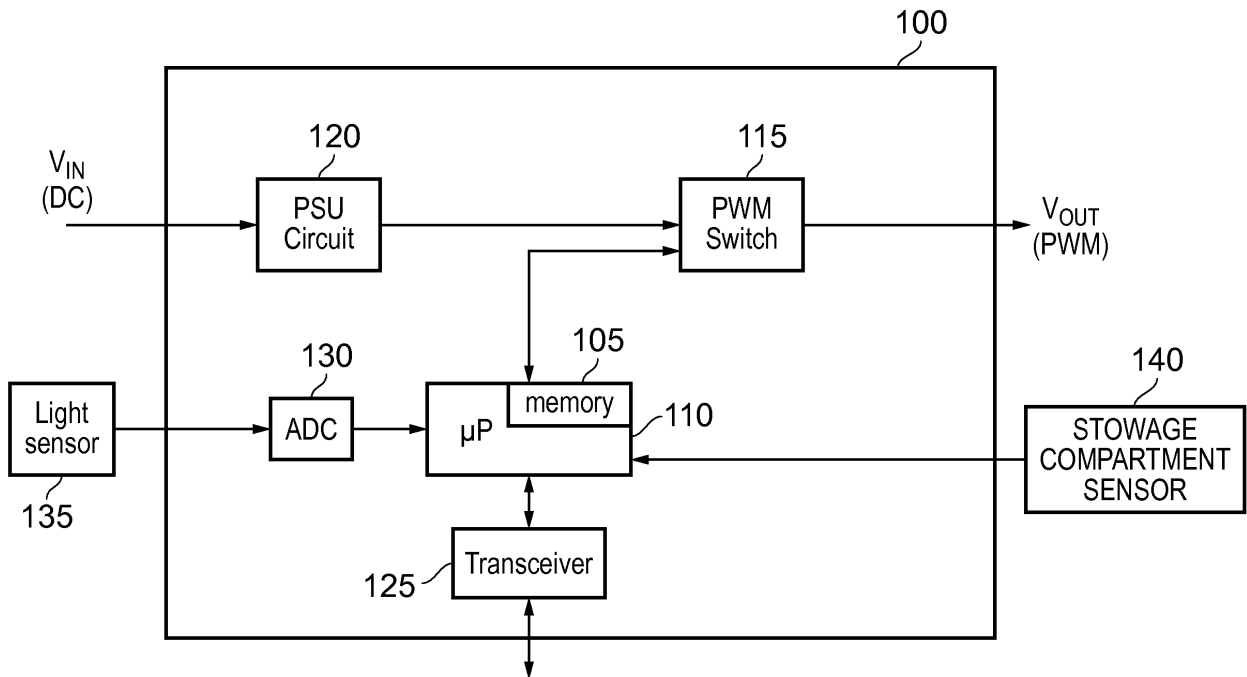 100
120
115
V_IN
(DC)
PSU
Circuit
PWM
Switch
V_OUT
(PWM)
130
105
140
Light
sensor
ADC
memory
µP
110
STOWAGE
COMPARTMENT
SENSOR
135
125
Transceiver